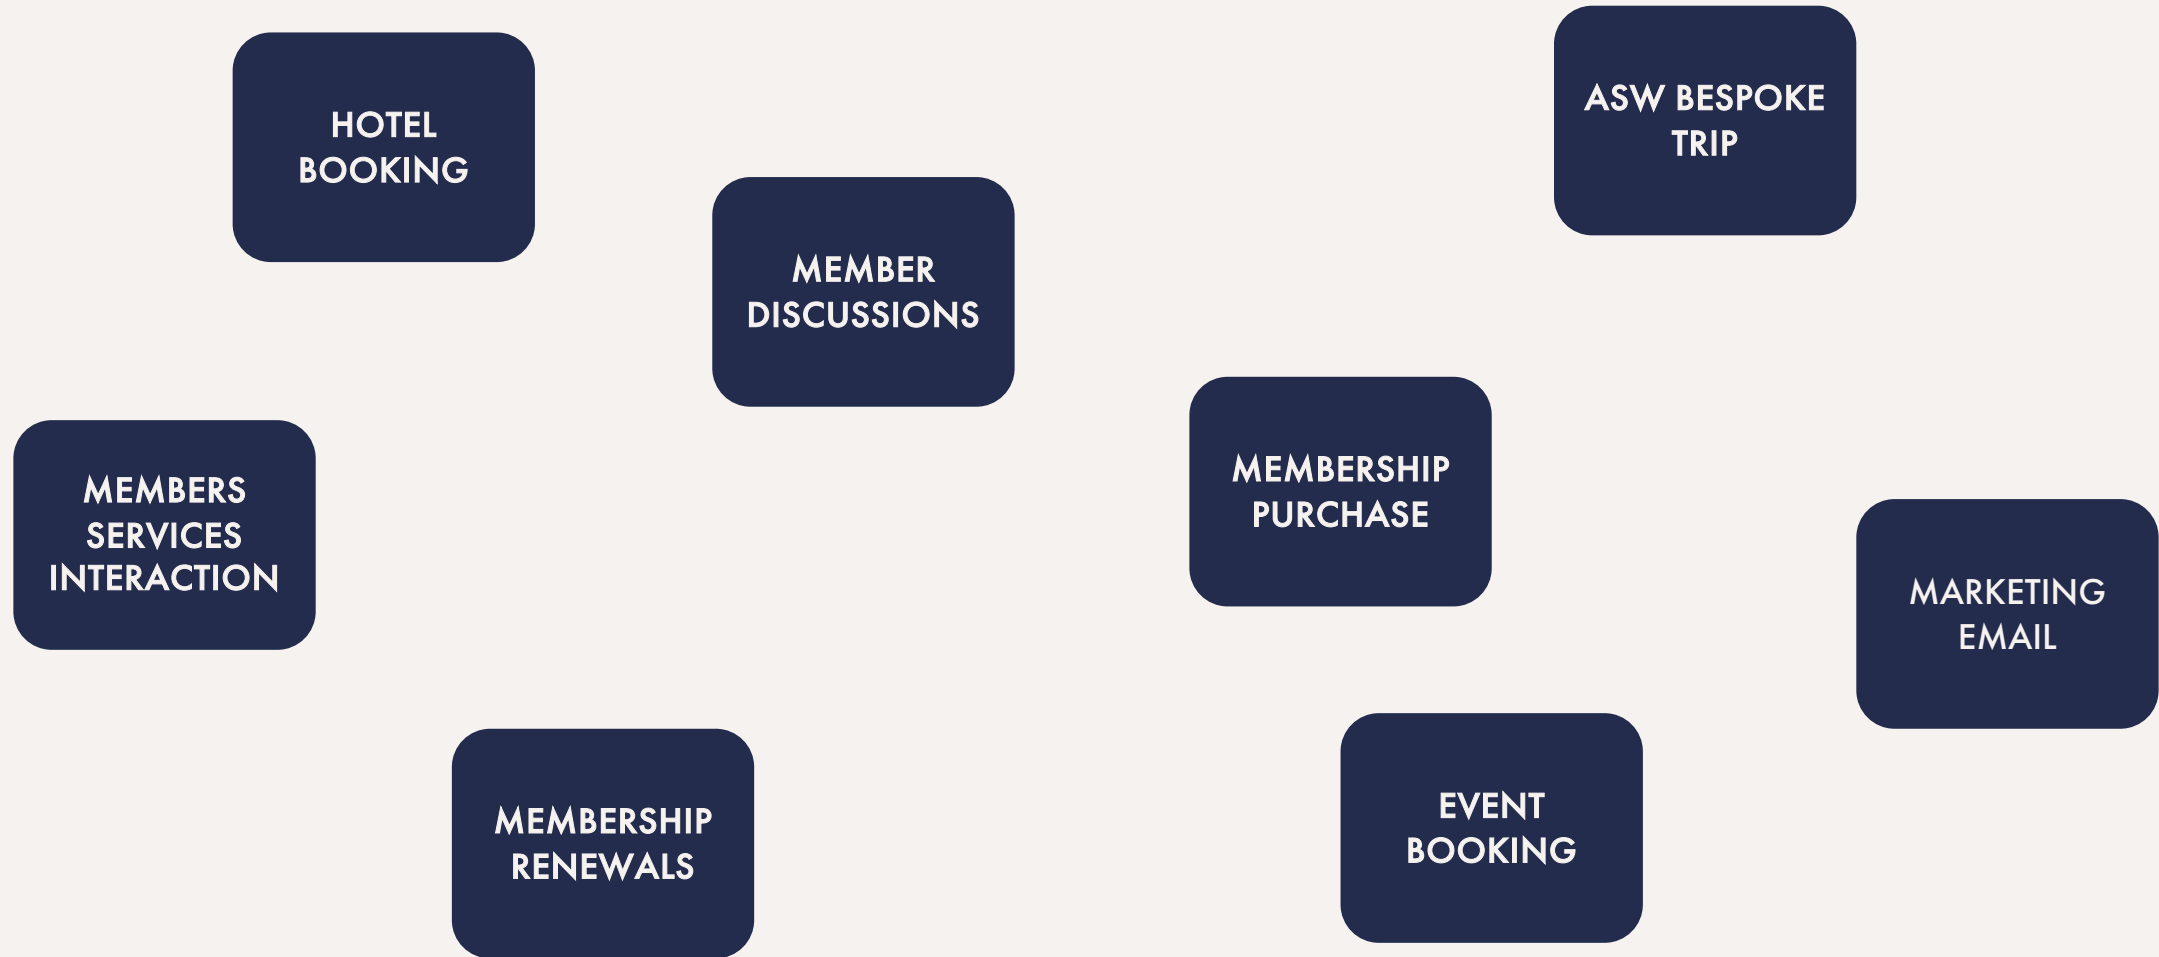 HOTEL
BOOKING
ASW BESPOKE
TRIP
MEMBER
DISCUSSIONS
MEMBERS
SERVICES
INTERACTION
MEMBERSHIP
PURCHASE
MARKETING
EMAIL
MEMBERSHIP
RENEWALS
EVENT
BOOKING